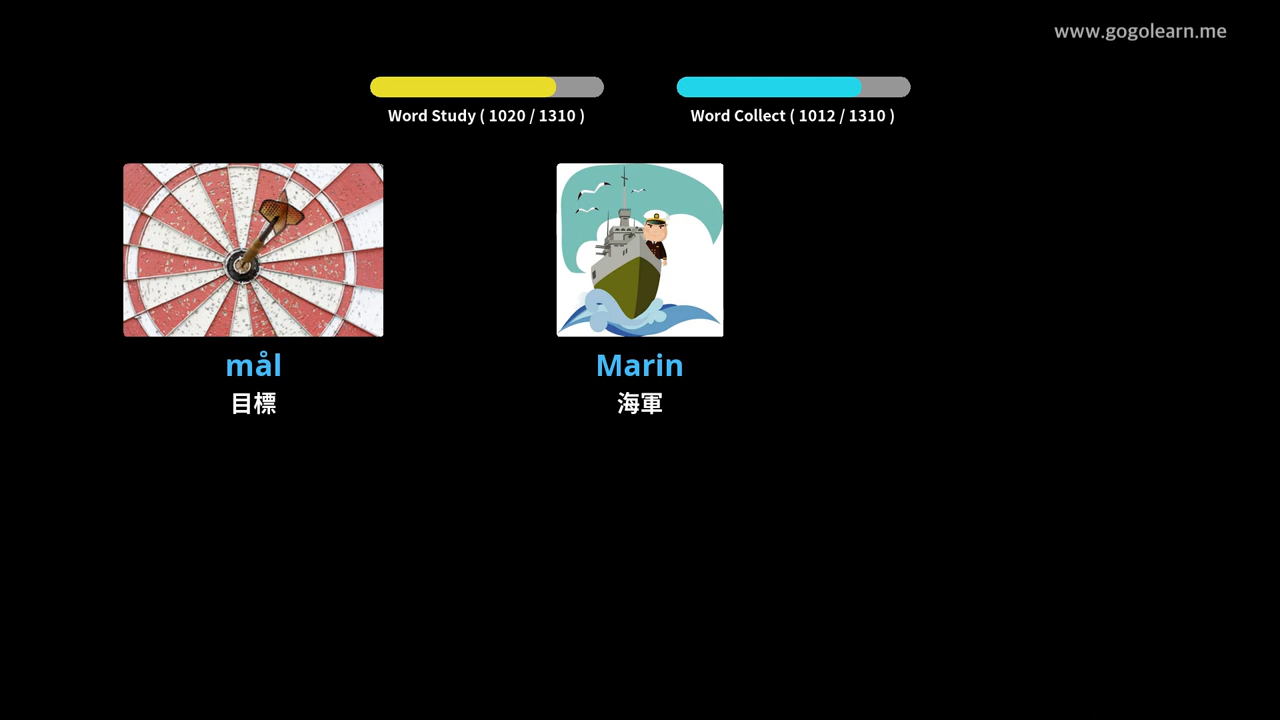 www.gogolearn.me
Word Study ( 1020 / 1310 )
Word Collect ( 1012 / 1310 )
mål
目標
Marin
海軍